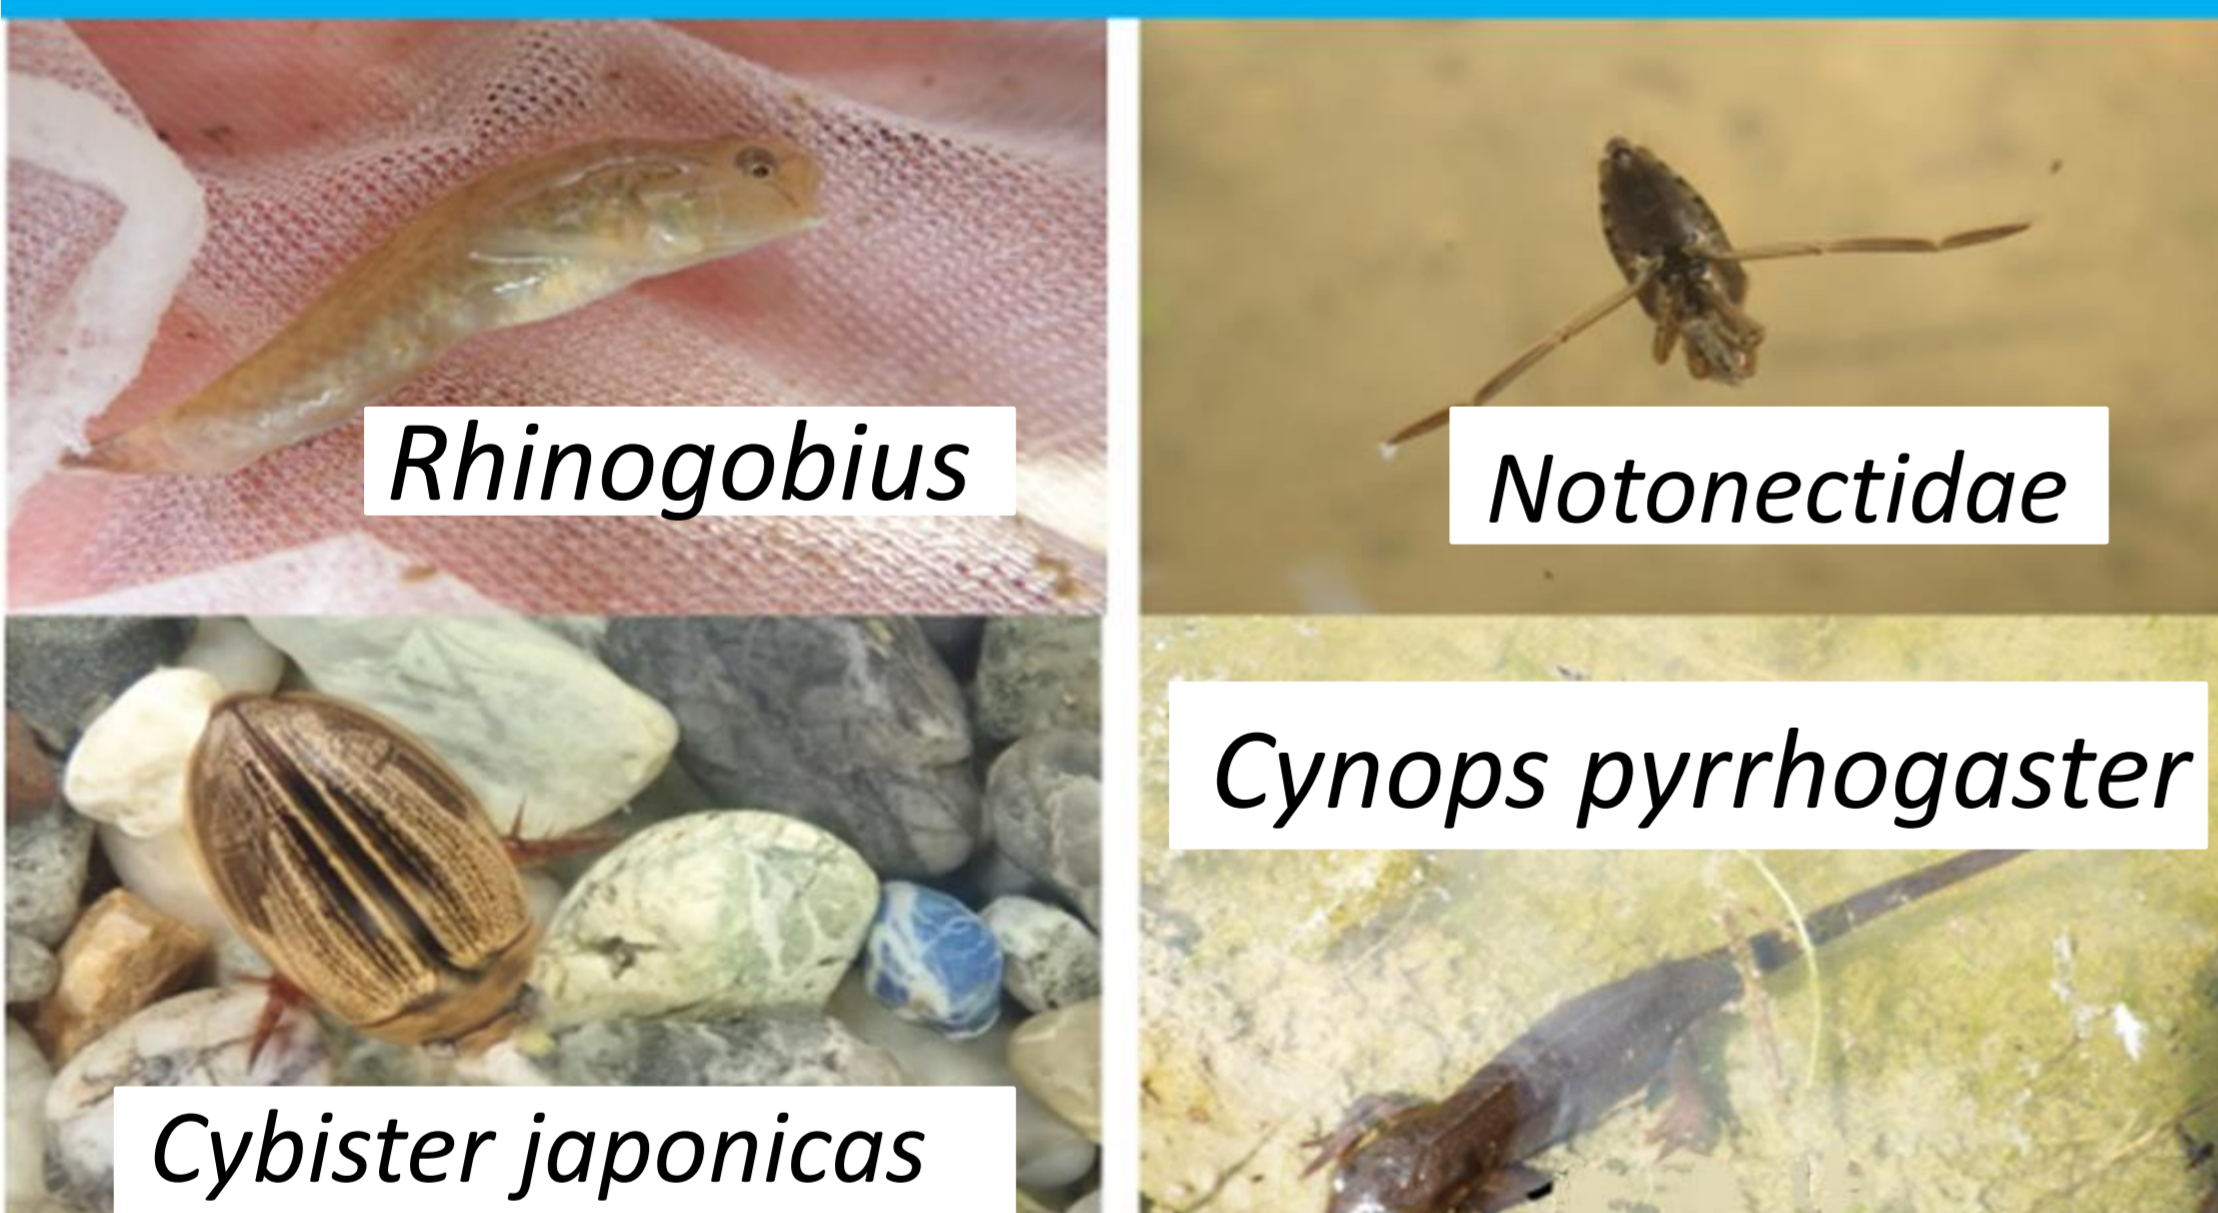 Rhinogobius
Notonectidae
Cybister japonicas
Cynops pyrrhogaster